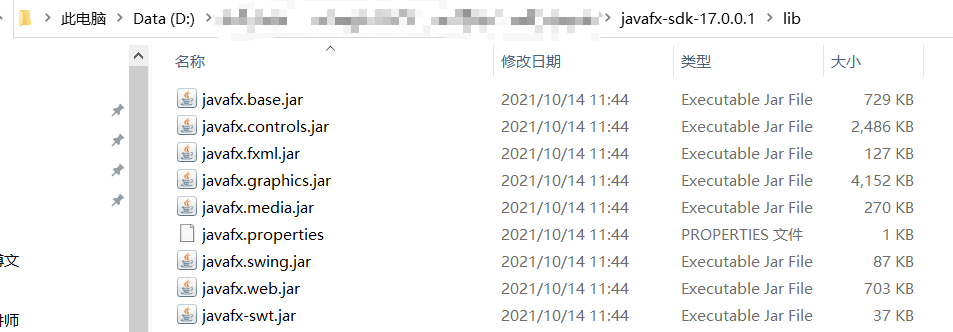 此电脑 Data (D:) javafx-sdk-17.0.0.1 lib
名称 修改日期 类型 大小
javafx.base.jar 2021/10/14 11:44 Executable Jar File 729 KB
javafx.controls.jar 2021/10/14 11:44 Executable Jar File 2,486 KB
javafx.fxml.jar 2021/10/14 11:44 Executable Jar File 127 KB
javafx.graphics.jar 2021/10/14 11:44 Executable Jar File 4,152 KB
javafx.media.jar 2021/10/14 11:44 Executable Jar File 270 KB
javafx.properties 2021/10/14 11:44 PROPERTIES 文件 1 KB
javafx.swing.jar 2021/10/14 11:44 Executable Jar File 87 KB
javafx.web.jar 2021/10/14 11:44 Executable Jar File 703 KB
javafx-swt.jar 2021/10/14 11:44 Executable Jar File 37 KB